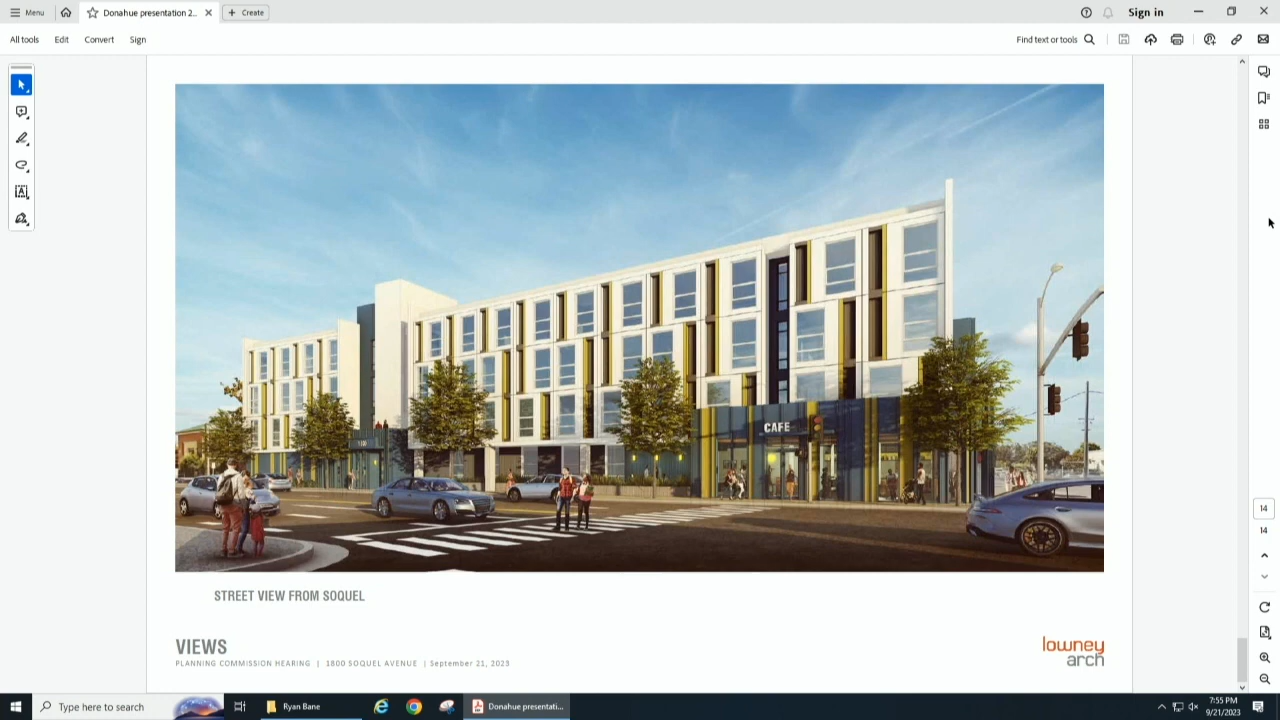 Menu
Donahue presentation 2...
Create
Sign in
All tools
Edit
Convert
Sign
Find text or tools
CAFE
STREET VIEW FROM SOQUEL
VIEWS
PLANNING COMMISSION HEARING | 1800 SOQUEL AVENUE | September 21, 2023
lowney
arch
14
14
Type here to search
Ryan Bane
Donahue presentati...
7:55 PM
9/21/2023